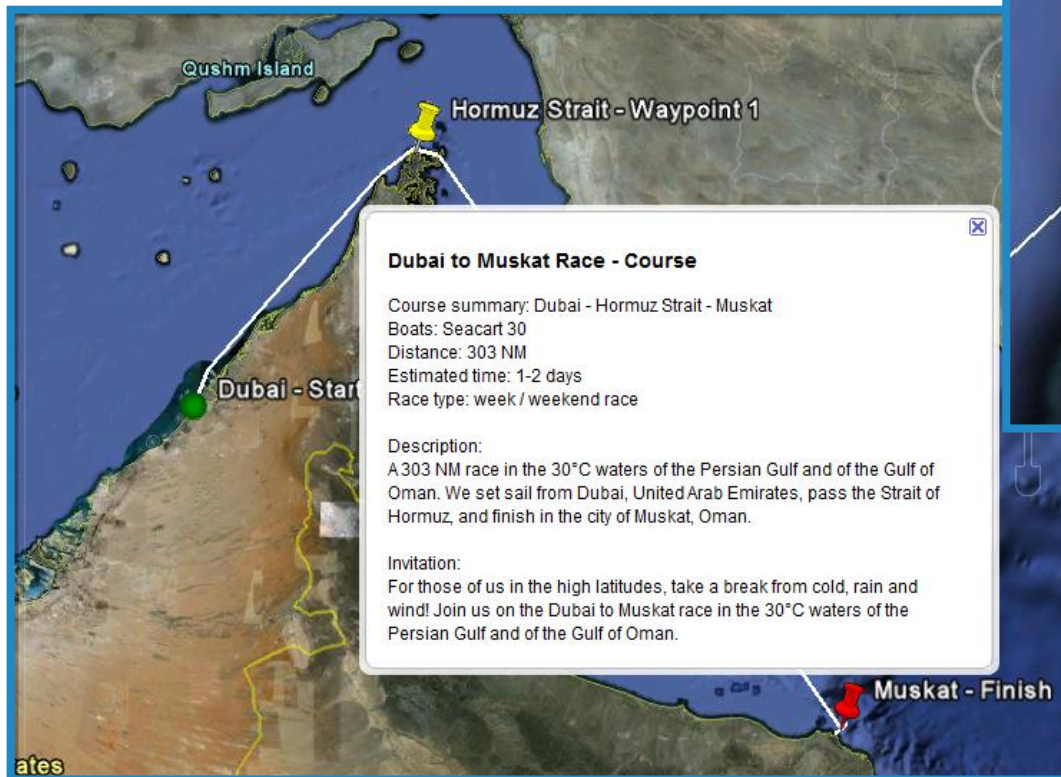 Qushm Island
Hormuz Strait - Waypoint 1
Dubai to Muskat Race - Course
Course summary: Dubai - Hormuz Strait - Muskat
Boats: Seacart 30
Distance: 303 NM
Estimated time: 1-2 days
Race type: week / weekend race
Dubai - Start
Description:
A 303 NM race in the 30°C waters of the Persian Gulf and of the Gulf of
Oman. We set sail from Dubai, United Arab Emirates, pass the Strait of
Hormuz, and finish in the city of Muskat, Oman.
Invitation:
For those of us in the high latitudes, take a break from cold, rain and
wind! Join us on the Dubai to Muskat race in the 30°C waters of the
Persian Gulf and of the Gulf of Oman.
Muskat - Finish
ates